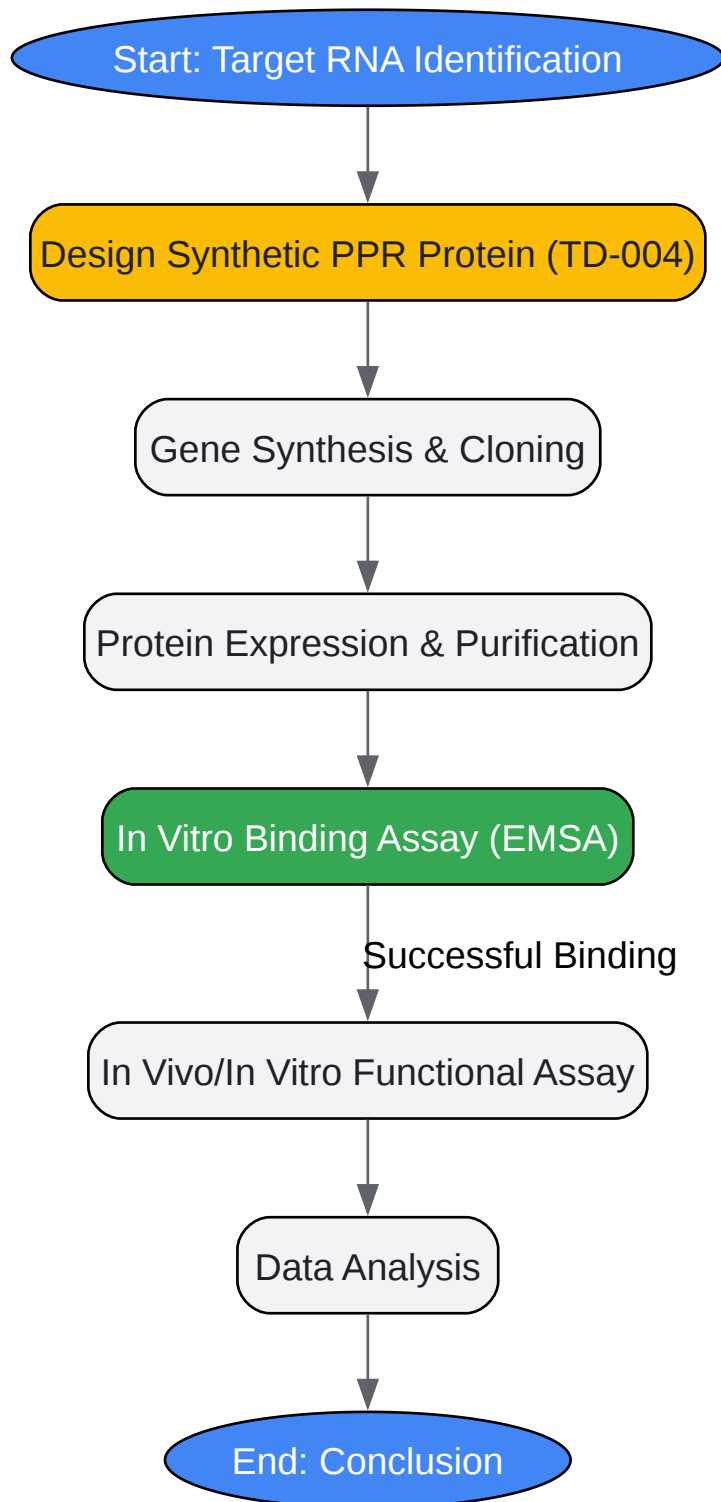 Start: Target RNA Identification
Design Synthetic PPR Protein (TD-004)
Gene Synthesis & Cloning
Protein Expression & Purification
In Vitro Binding Assay (EMSA)
Successful Binding
In Vivo/In Vitro Functional Assay
Data Analysis
End: Conclusion